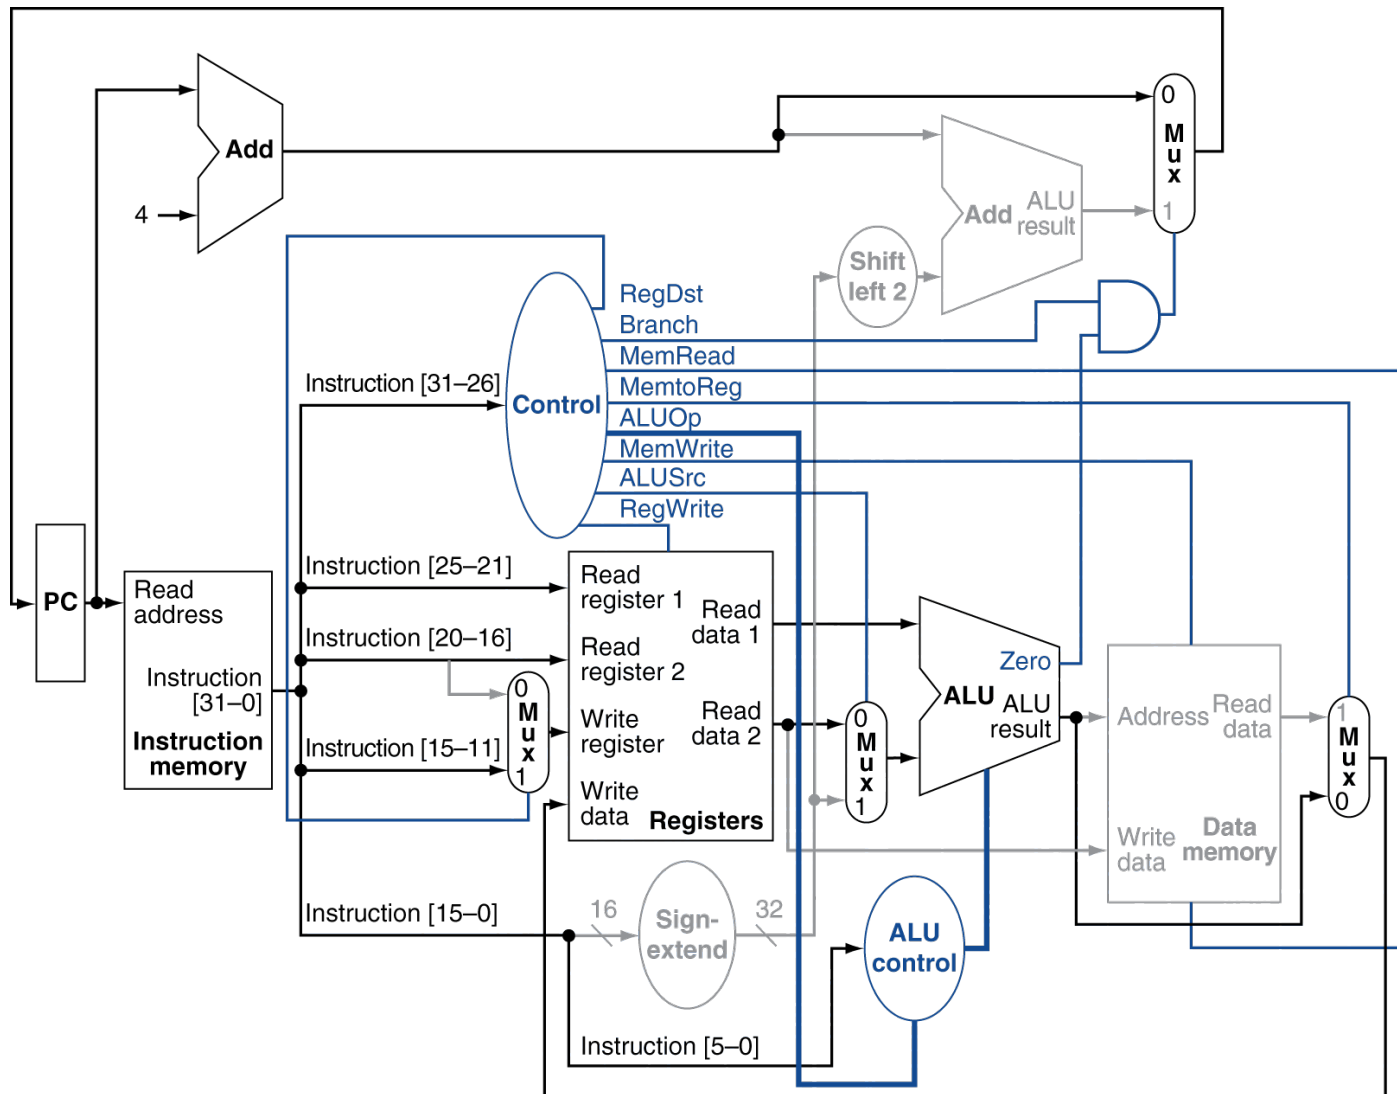 0
M
u
x
1
Add
4
Add
ALU
result
Shift
left 2
RegDst
Branch
MemRead
MemtoReg
ALUOp
MemWrite
ALUSrc
RegWrite
Control
Instruction [31–26]
Instruction [25–21]
Instruction [20–16]
Instruction [15–11]
Instruction [15–0]
Instruction [5–0]
PC
Read
address
Instruction
[31–0]
Instruction
memory
0
M
u
x
1
Read
register 1
Read
register 2
Write
register
Write
data
Read
data 1
Read
data 2
Registers
0
M
u
x
1
Zero
ALU
ALU
result
Address
Read
data
Write
data
Data
memory
1
M
u
x
0
16
Sign-
extend
32
ALU
control